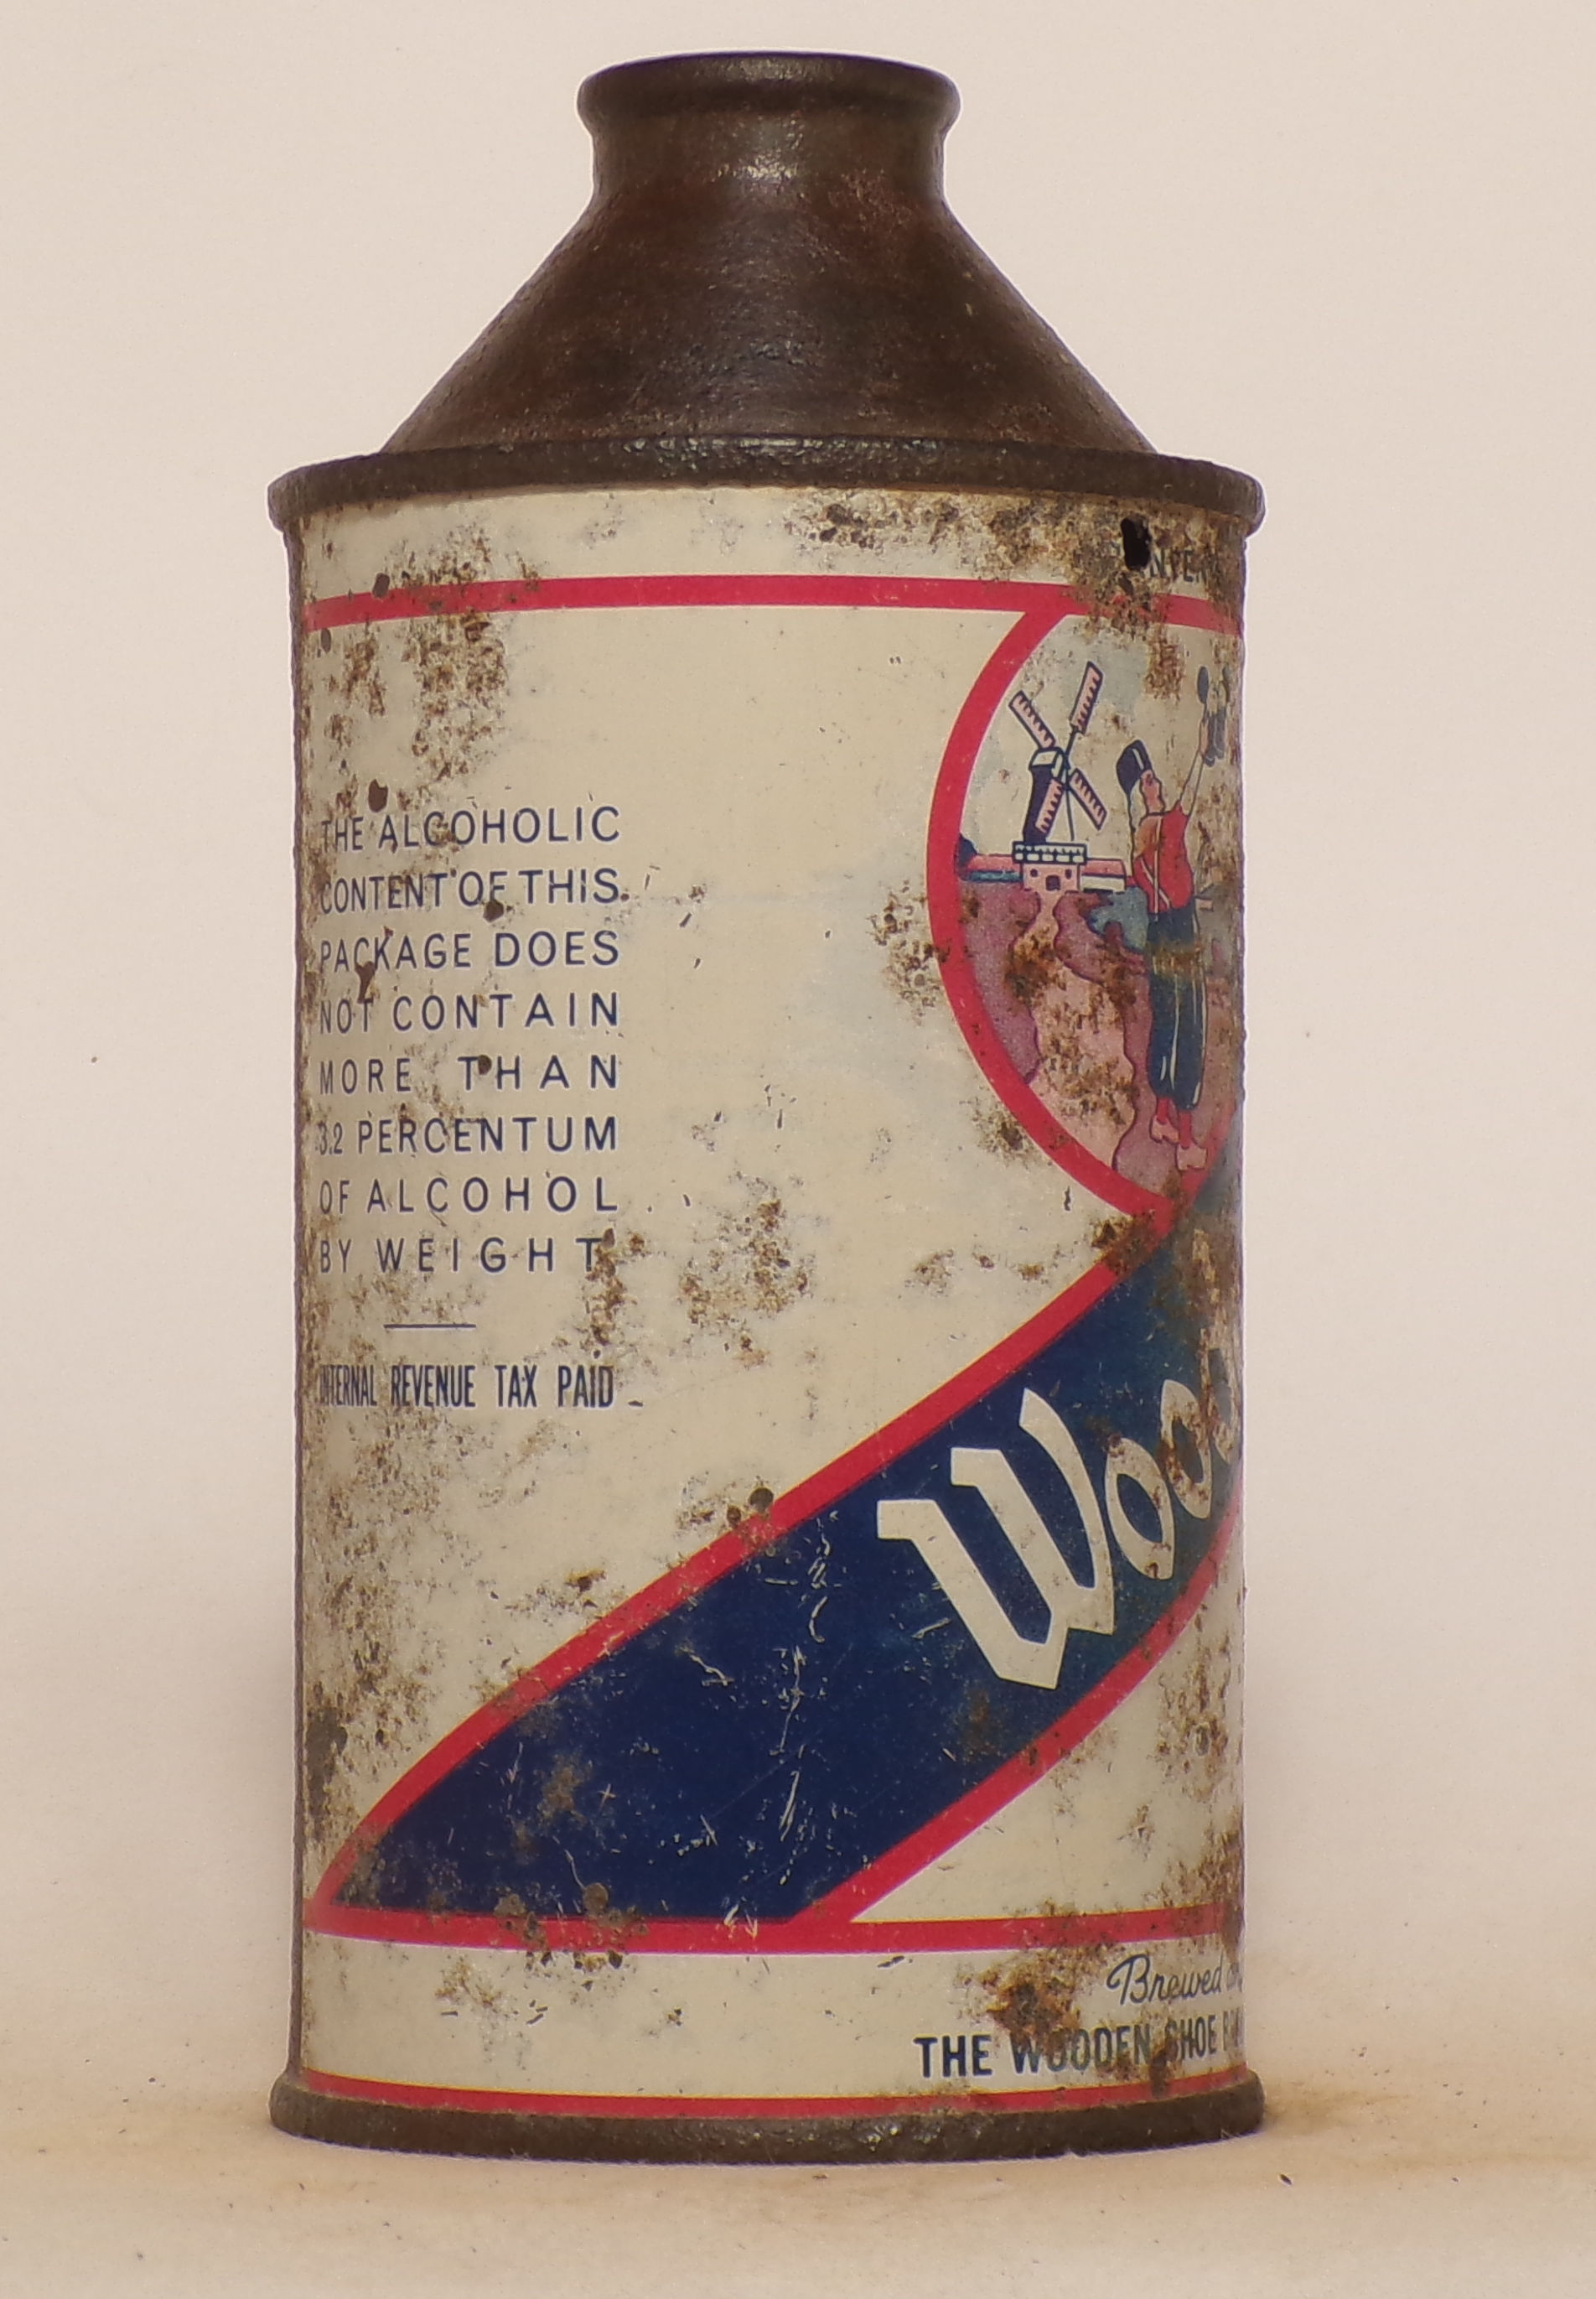 THE ALCOHOLIC
CONTENT OF THIS
PACKAGE DOES
NOT CONTAIN
MORE THAN
3.2 PERCENTUM
OF ALCOHOL
BY WEIGHT
INTERNAL REVENUE TAX PAID
Woo
Brewed
THE WOODEN SHOE